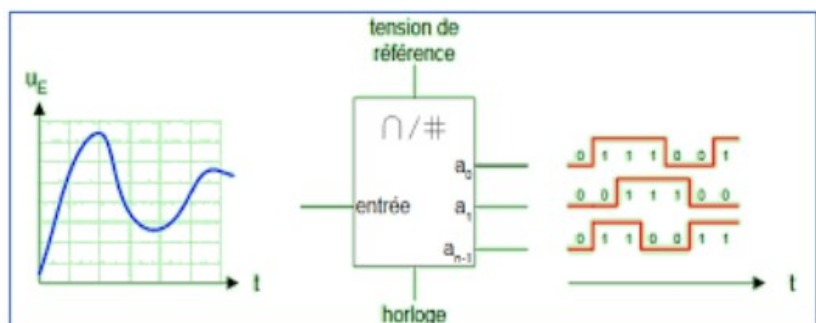 tension de
référence
u_E
∩/#
a_0
0 1 1 1 0 0 1
entrée
a_1
0 0 1 1 1 0 0
a_n-1
0 1 1 0 0 1 1
t
t
horloge